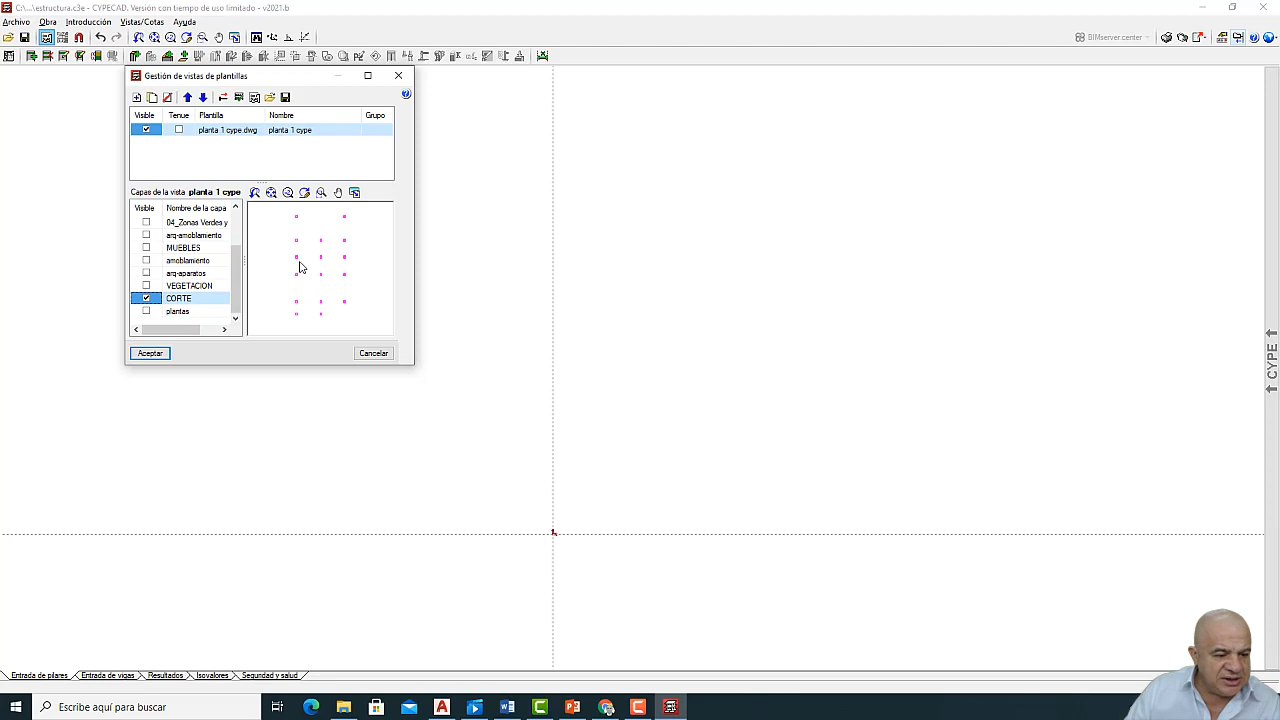 C:\...\estructura.c3e - CYPECAD. Versión con tiempo de uso limitado - v2021.b
Archivo Obra Introducción Vistas/Cotas Ayuda
BIMserver.center
Gestión de vistas de plantillas
Visible Tenue Plantilla Nombre Grupo
planta 1 cype.dwg planta 1 cype
Capas de la vista planta 1 cype
Visible Nombre de la capa
04_Zonas Verdes y
arq-amoblamiento
MUEBLES
amoblamiento
arq-aparatos
VEGETACION
CORTE
plantas
Aceptar Cancelar
CYPE
Entrada de pilares Entrada de vigas Resultados Isovalores Seguridad y salud
Escribe aquí para buscar